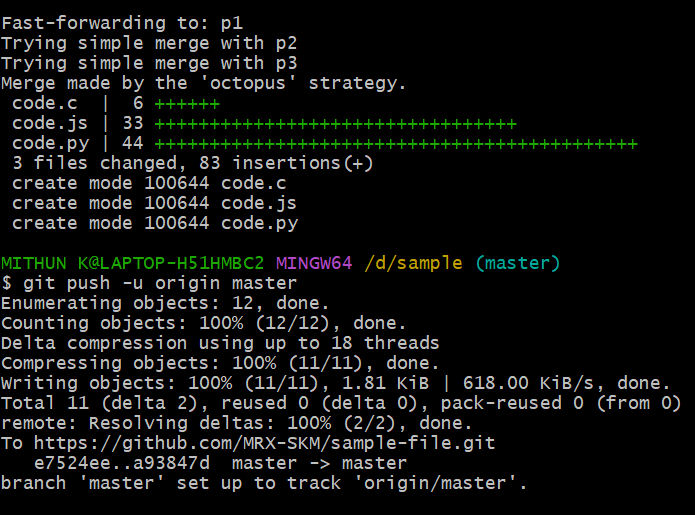 Fast-forwarding to: p1
Trying simple merge with p2
Trying simple merge with p3
Merge made by the 'octopus' strategy.
 code.c  |  6 ++++++
 code.js | 33 +++++++++++++++++++++++++++++++++
 code.py | 44 ++++++++++++++++++++++++++++++++++++++++++++
 3 files changed, 83 insertions(+)
 create mode 100644 code.c
 create mode 100644 code.js
 create mode 100644 code.py

MITHUN K@LAPTOP-H51HMBC2 MINGW64 /d/sample (master)
$ git push -u origin master
Enumerating objects: 12, done.
Counting objects: 100% (12/12), done.
Delta compression using up to 18 threads
Compressing objects: 100% (11/11), done.
Writing objects: 100% (11/11), 1.81 KiB | 618.00 KiB/s, done.
Total 11 (delta 2), reused 0 (delta 0), pack-reused 0 (from 0)
remote: Resolving deltas: 100% (2/2), done.
To https://github.com/MRX-SKM/sample-file.git
   e7524ee..a93847d  master -> master
branch 'master' set up to track 'origin/master'.